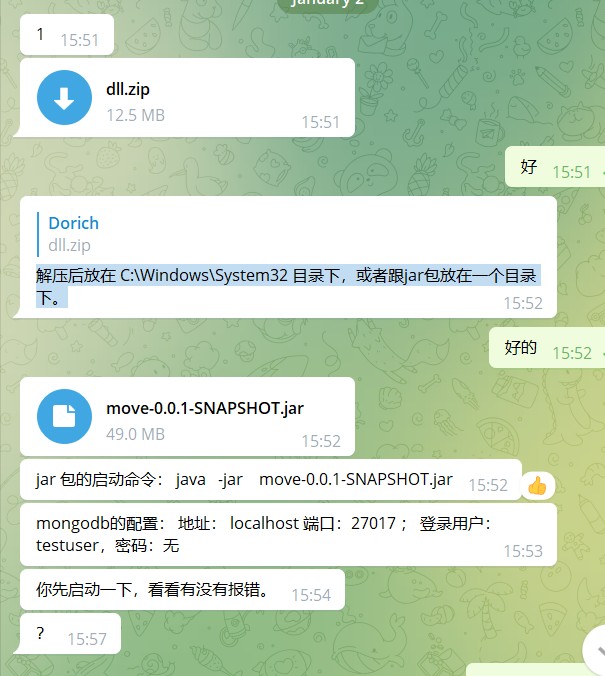 January 2
1 15:51
dll.zip
12.5 MB
15:51
好 15:51
Dorich
dll.zip
解压后放在 C:\Windows\System32 目录下，或者跟jar包放在一个目录
下。 15:52
好的 15:52
move-0.0.1-SNAPSHOT.jar
49.0 MB
15:52
jar 包的启动命令： java -jar move-0.0.1-SNAPSHOT.jar 15:52
mongodb的配置： 地址： localhost 端口：27017； 登录用户：
testuser，密码：无
15:53
你先启动一下，看看有没有报错。 15:54
? 15:57